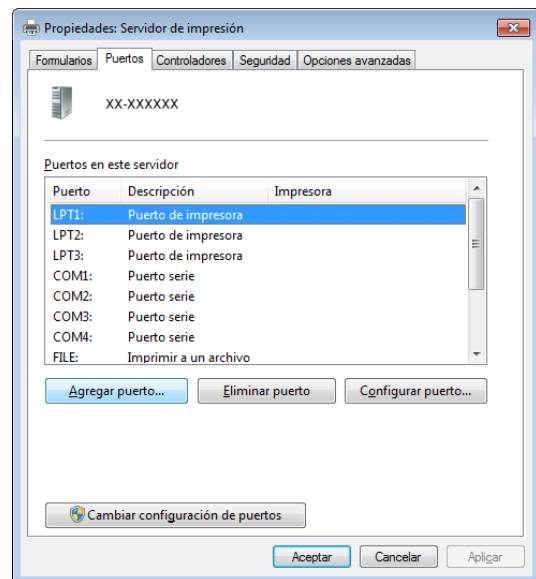 Propiedades: Servidor de impresión
Formularios Puertos Controladores Seguridad Opciones avanzadas
XX-XXXXXX
Puertos en este servidor
Puerto Descripción Impresora
LPT1: Puerto de impresora
LPT2: Puerto de impresora
LPT3: Puerto de impresora
COM1: Puerto serie
COM2: Puerto serie
COM3: Puerto serie
COM4: Puerto serie
FILE: Imprimir a un archivo
Agregar puerto... Eliminar puerto Configurar puerto...
Cambiar configuración de puertos
Aceptar Cancelar Aplicar